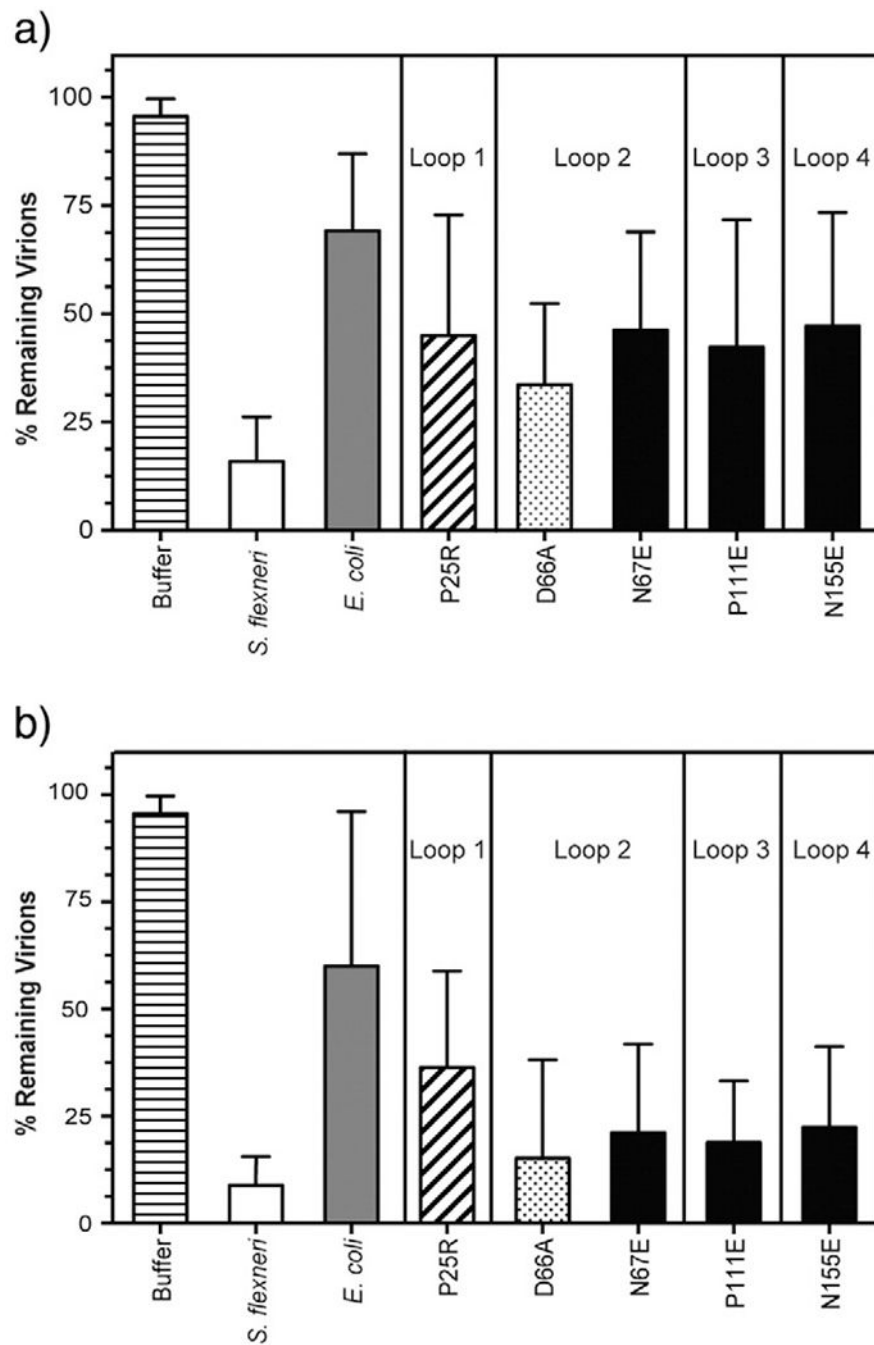 a)
% Remaining Virions
100
75
50
25
0
Loop 1
Loop 2
Loop 3
Loop 4
Buffer
S. flexneri
E. coli
P25R
D66A
N67E
P111E
N155E
b)
% Remaining Virions
100
75
50
25
0
Loop 1
Loop 2
Loop 3
Loop 4
Buffer
S. flexneri
E. coli
P25R
D66A
N67E
P111E
N155E